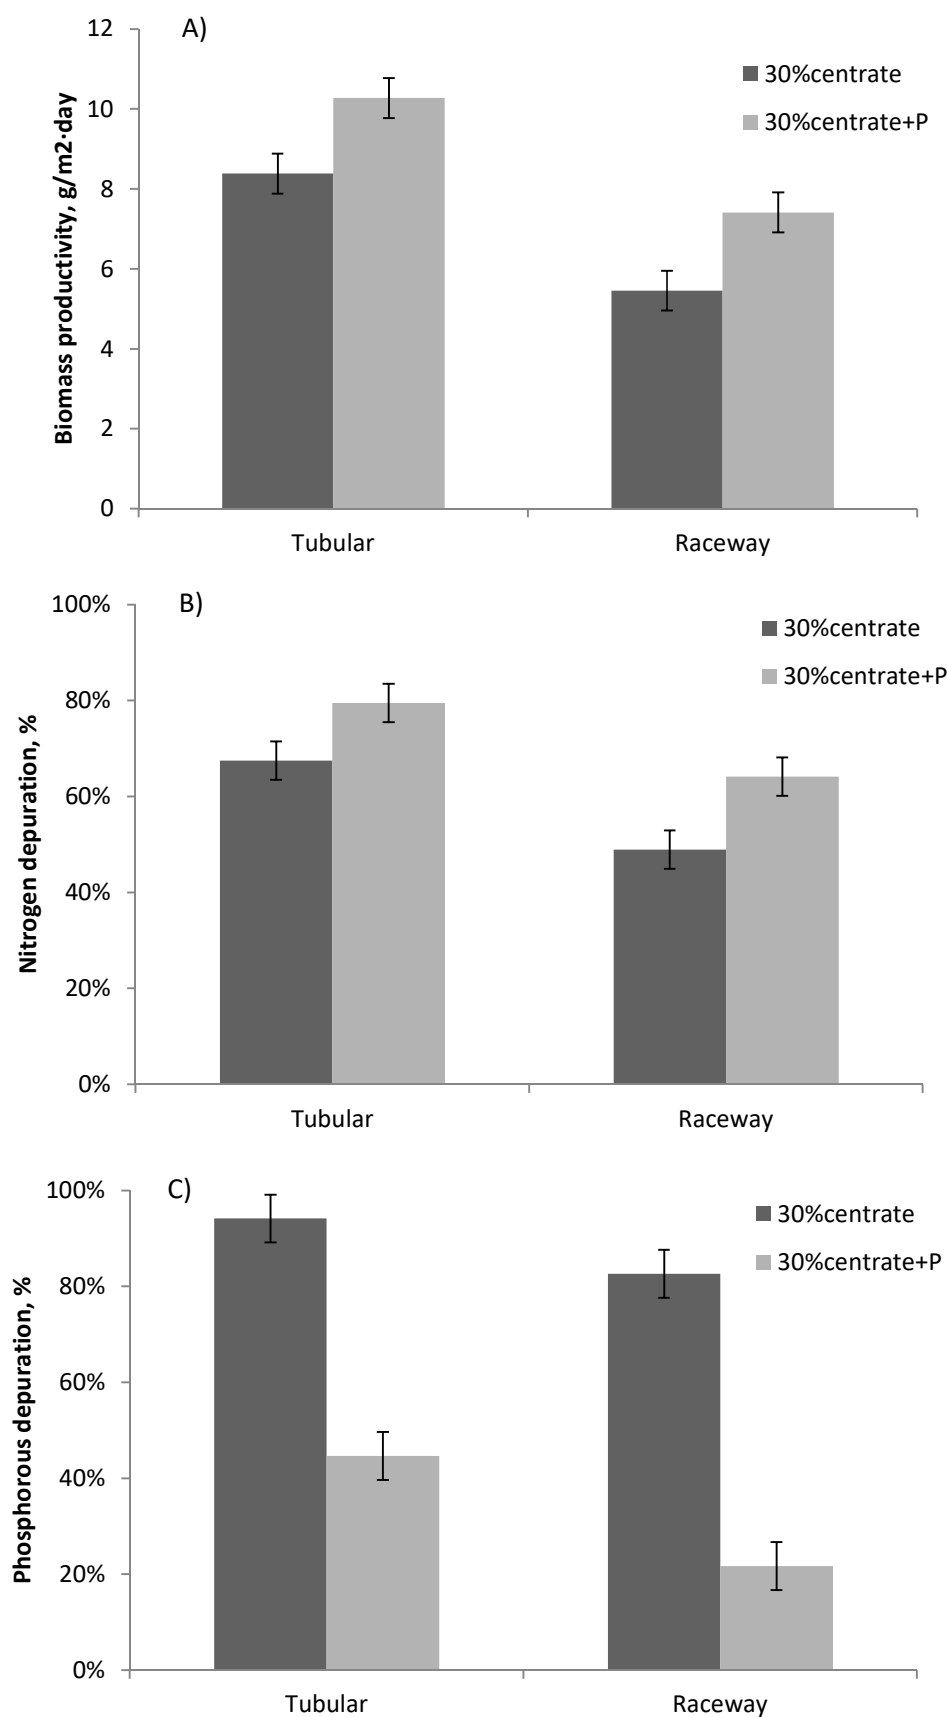 A)
Biomass productivity, g/m2·day
12
10
8
6
4
2
0
30%centrate
30%centrate+P
Tubular
Raceway
B)
Nitrogen depuration, %
100%
80%
60%
40%
20%
0%
30%centrate
30%centrate+P
Tubular
Raceway
C)
Phosphorous depuration, %
100%
80%
60%
40%
20%
0%
30%centrate
30%centrate+P
Tubular
Raceway